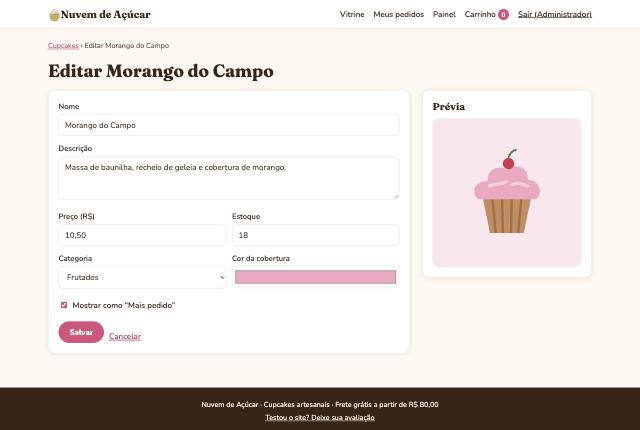 Nuvem de Açúcar
Vitrine Meus pedidos Painel Carrinho 0 Sair (Administrador)
Cupcakes › Editar Morango do Campo
Editar Morango do Campo
Nome
Morango do Campo
Descrição
Massa de baunilha, recheio de geleia e cobertura de morango.
Preço (R$) Estoque
10,50 18
Categoria Cor da cobertura
Frutados
Mostrar como “Mais pedido”
Salvar Cancelar
Prévia
Nuvem de Açúcar · Cupcakes artesanais · Frete grátis a partir de R$ 80,00
Testou o site? Deixe sua avaliação